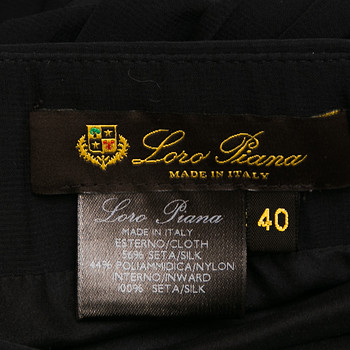 Loro Piana
MADE IN ITALY
Loro Piana
MADE IN ITALY
ESTERNO/CLOTH
56% SETA/SILK
44% POLIAMMIDICA/NYLON
INTERNO/INWARD
100% SETA/SILK
40